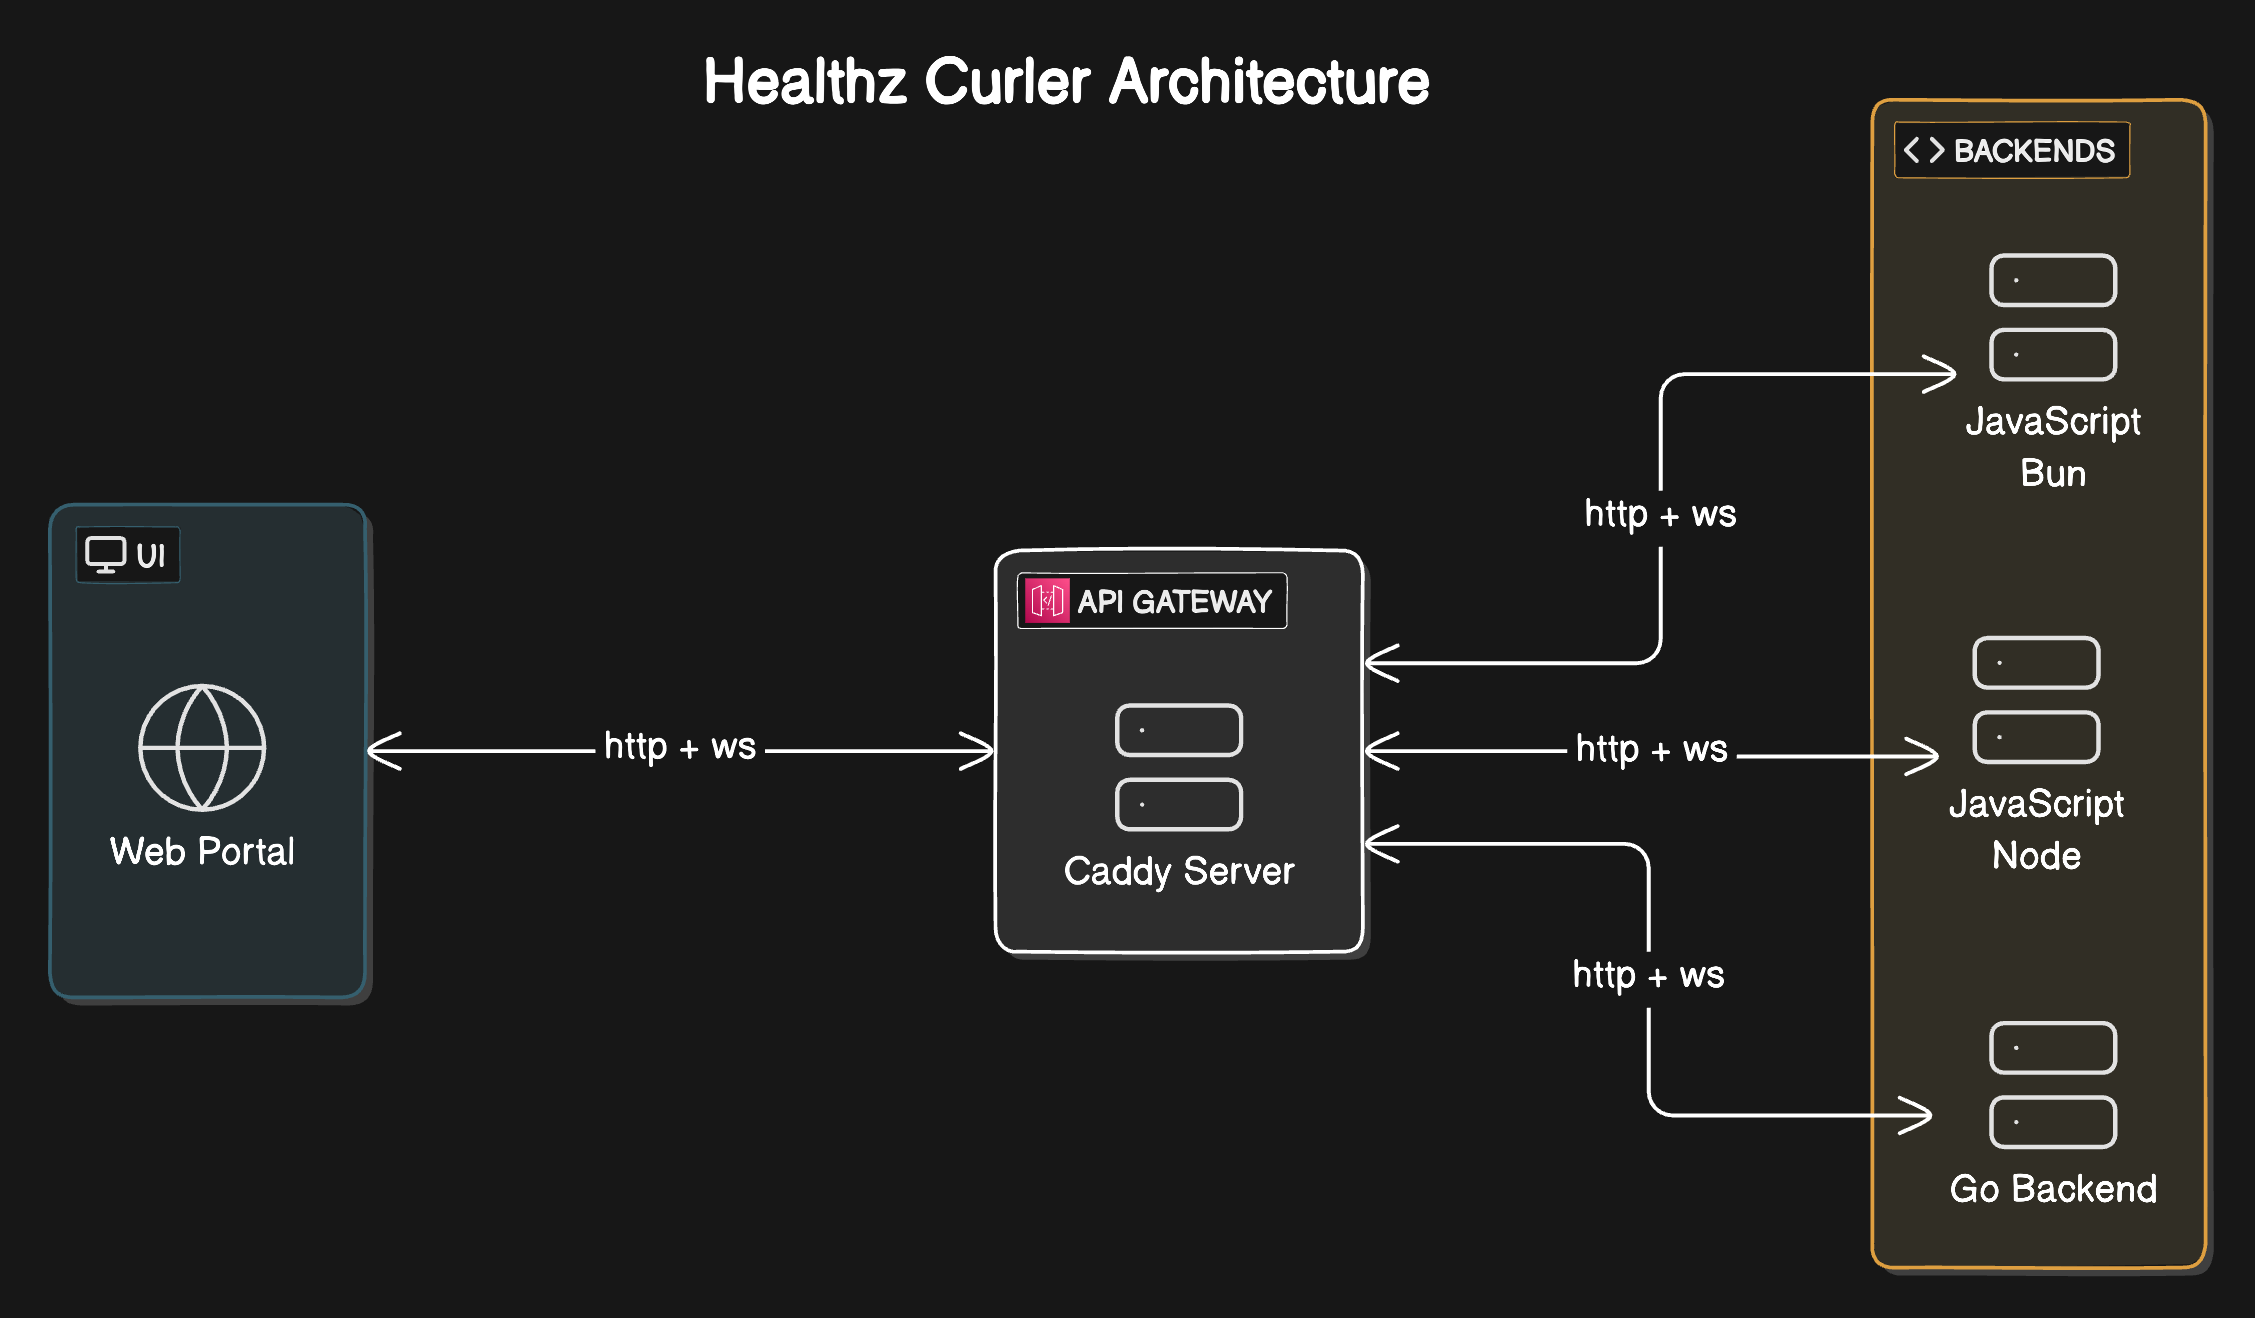 Healthz Curler Architecture
UI
Web Portal
http + ws
API GATEWAY
Caddy Server
http + ws
http + ws
http + ws
BACKENDS
JavaScript
Bun
JavaScript
Node
Go Backend